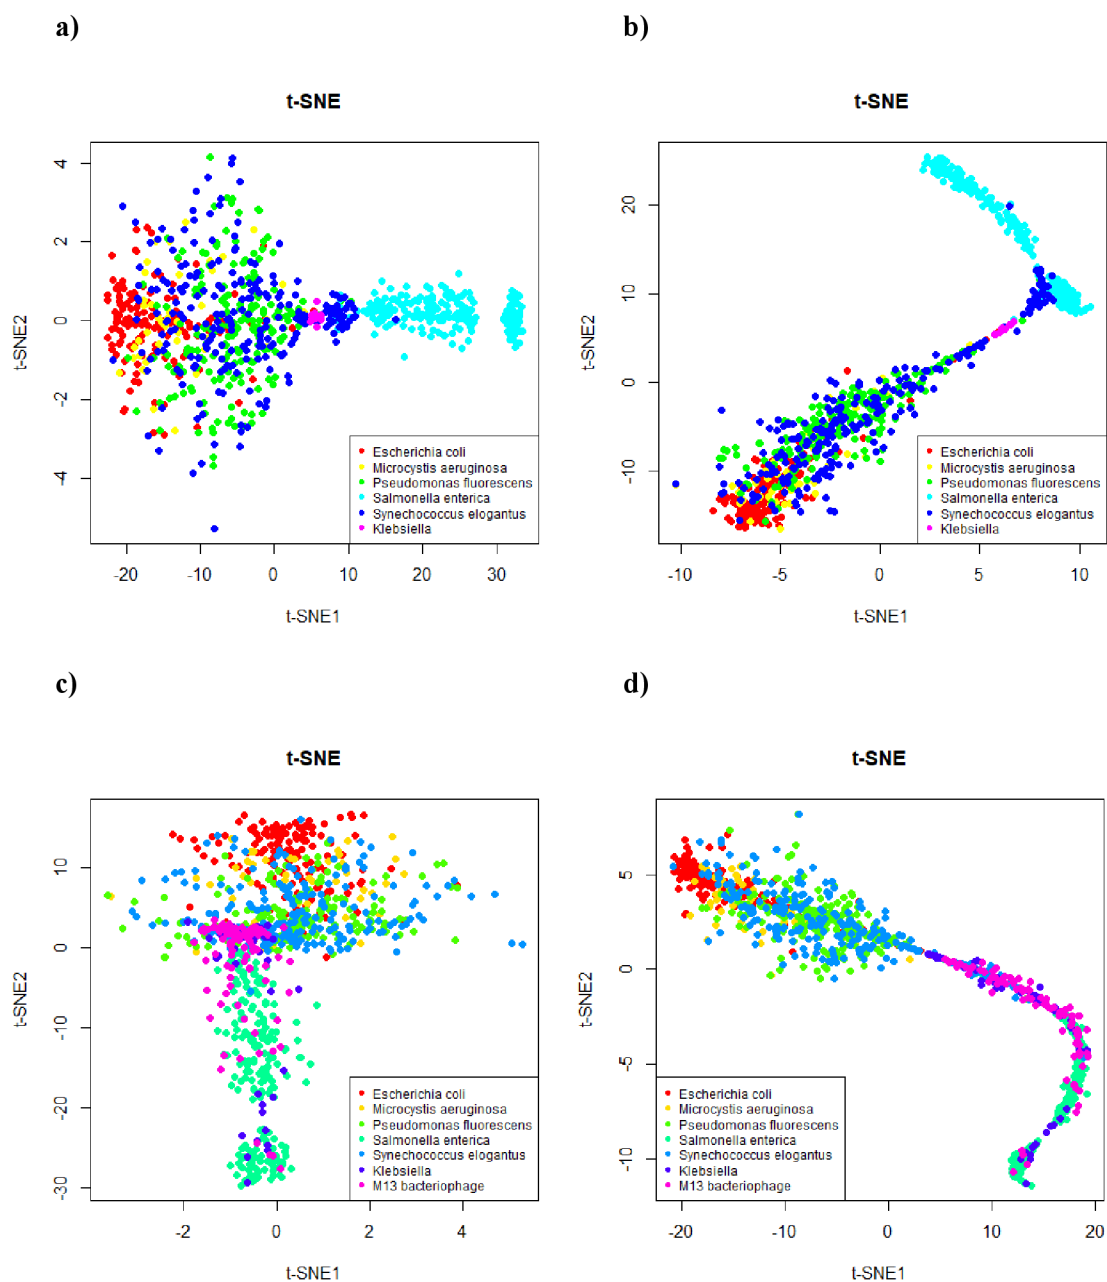 a)
b)
t-SNE
t-SNE
4
2
0
-2
-4
t-SNE2
-20
-10
0
10
20
30
t-SNE1
Escherichia coli
Microcystis aeruginosa
Pseudomonas fluorescens
Salmonella enterica
Synechococcus elogantus
Klebsiella
20
10
0
-10
t-SNE2
-10
-5
0
5
10
t-SNE1
Escherichia coli
Microcystis aeruginosa
Pseudomonas fluorescens
Salmonella enterica
Synechococcus elogantus
Klebsiella
c)
d)
t-SNE
t-SNE
10
0
-10
-20
-30
t-SNE2
-2
0
2
4
t-SNE1
Escherichia coli
Microcystis aeruginosa
Pseudomonas fluorescens
Salmonella enterica
Synechococcus elogantus
Klebsiella
M13 bacteriophage
5
0
-5
-10
t-SNE2
-20
-10
0
10
20
t-SNE1
Escherichia coli
Microcystis aeruginosa
Pseudomonas fluorescens
Salmonella enterica
Synechococcus elogantus
Klebsiella
M13 bacteriophage